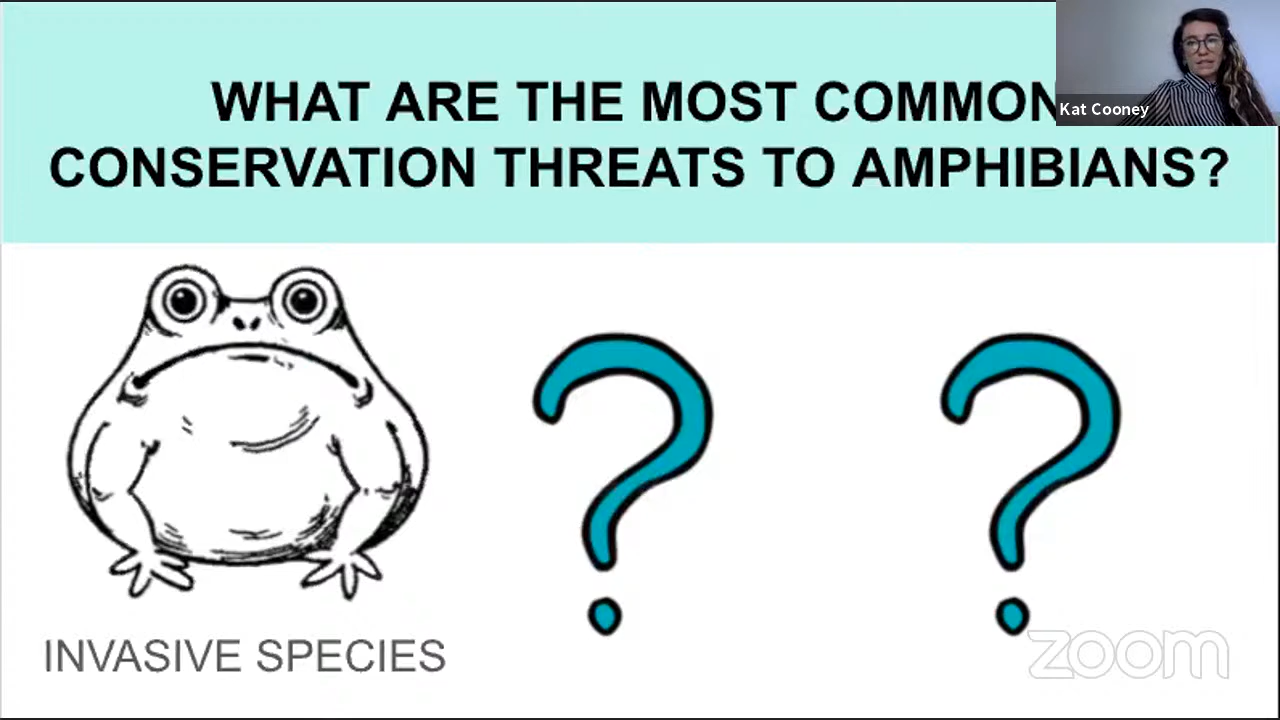 WHAT ARE THE MOST COMMON
CONSERVATION THREATS TO AMPHIBIANS?
Kat Cooney
?
?
INVASIVE SPECIES
zoom